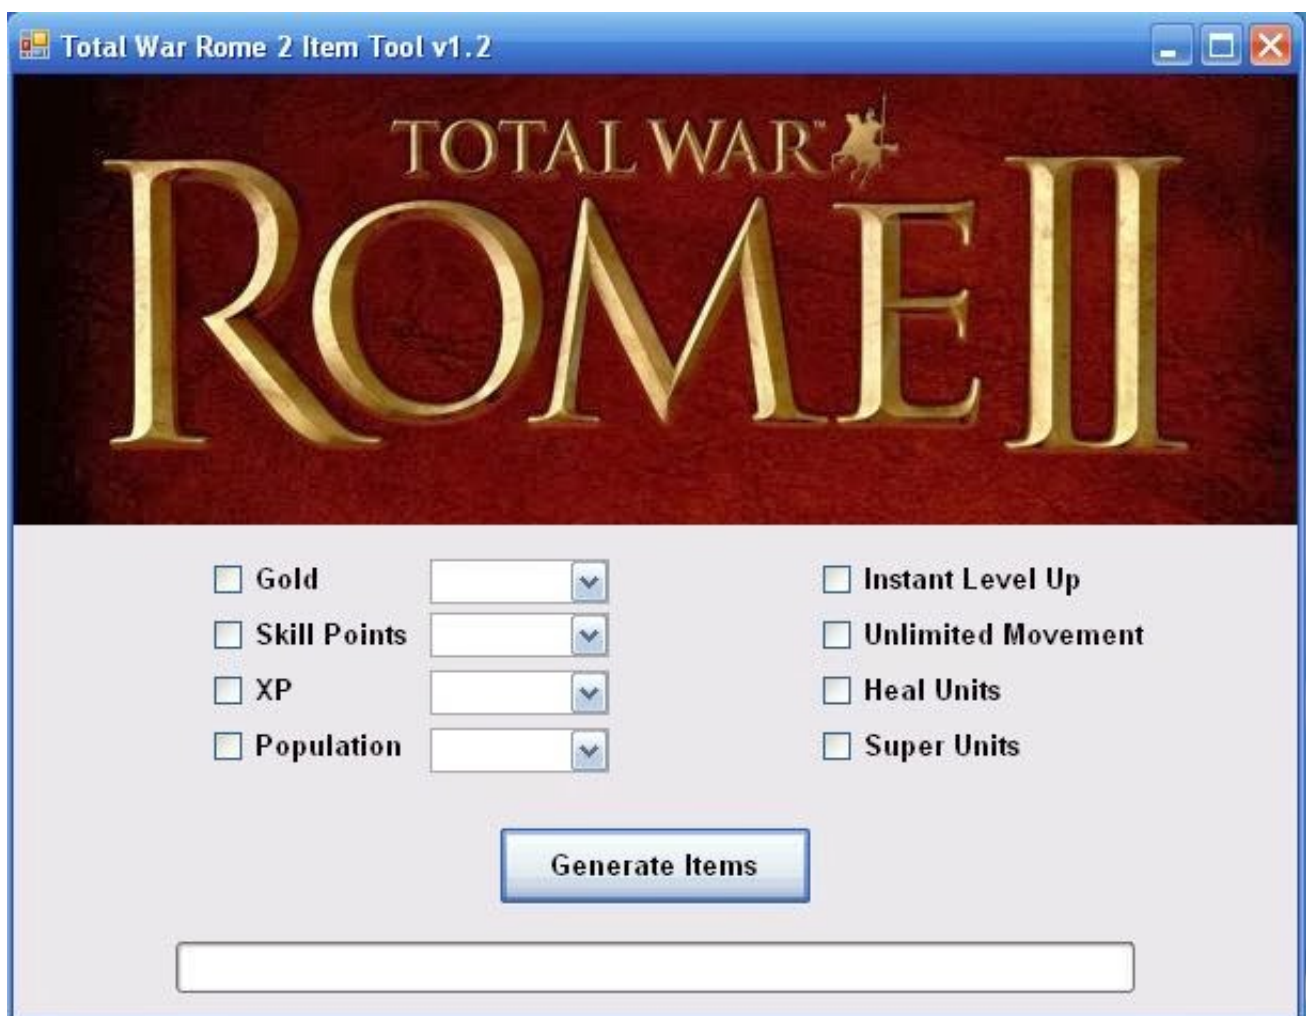 Total War Rome 2 Item Tool v1.2
TOTAL WAR™
ROME II
Gold
Instant Level Up
Skill Points
Unlimited Movement
XP
Heal Units
Population
Super Units
Generate Items